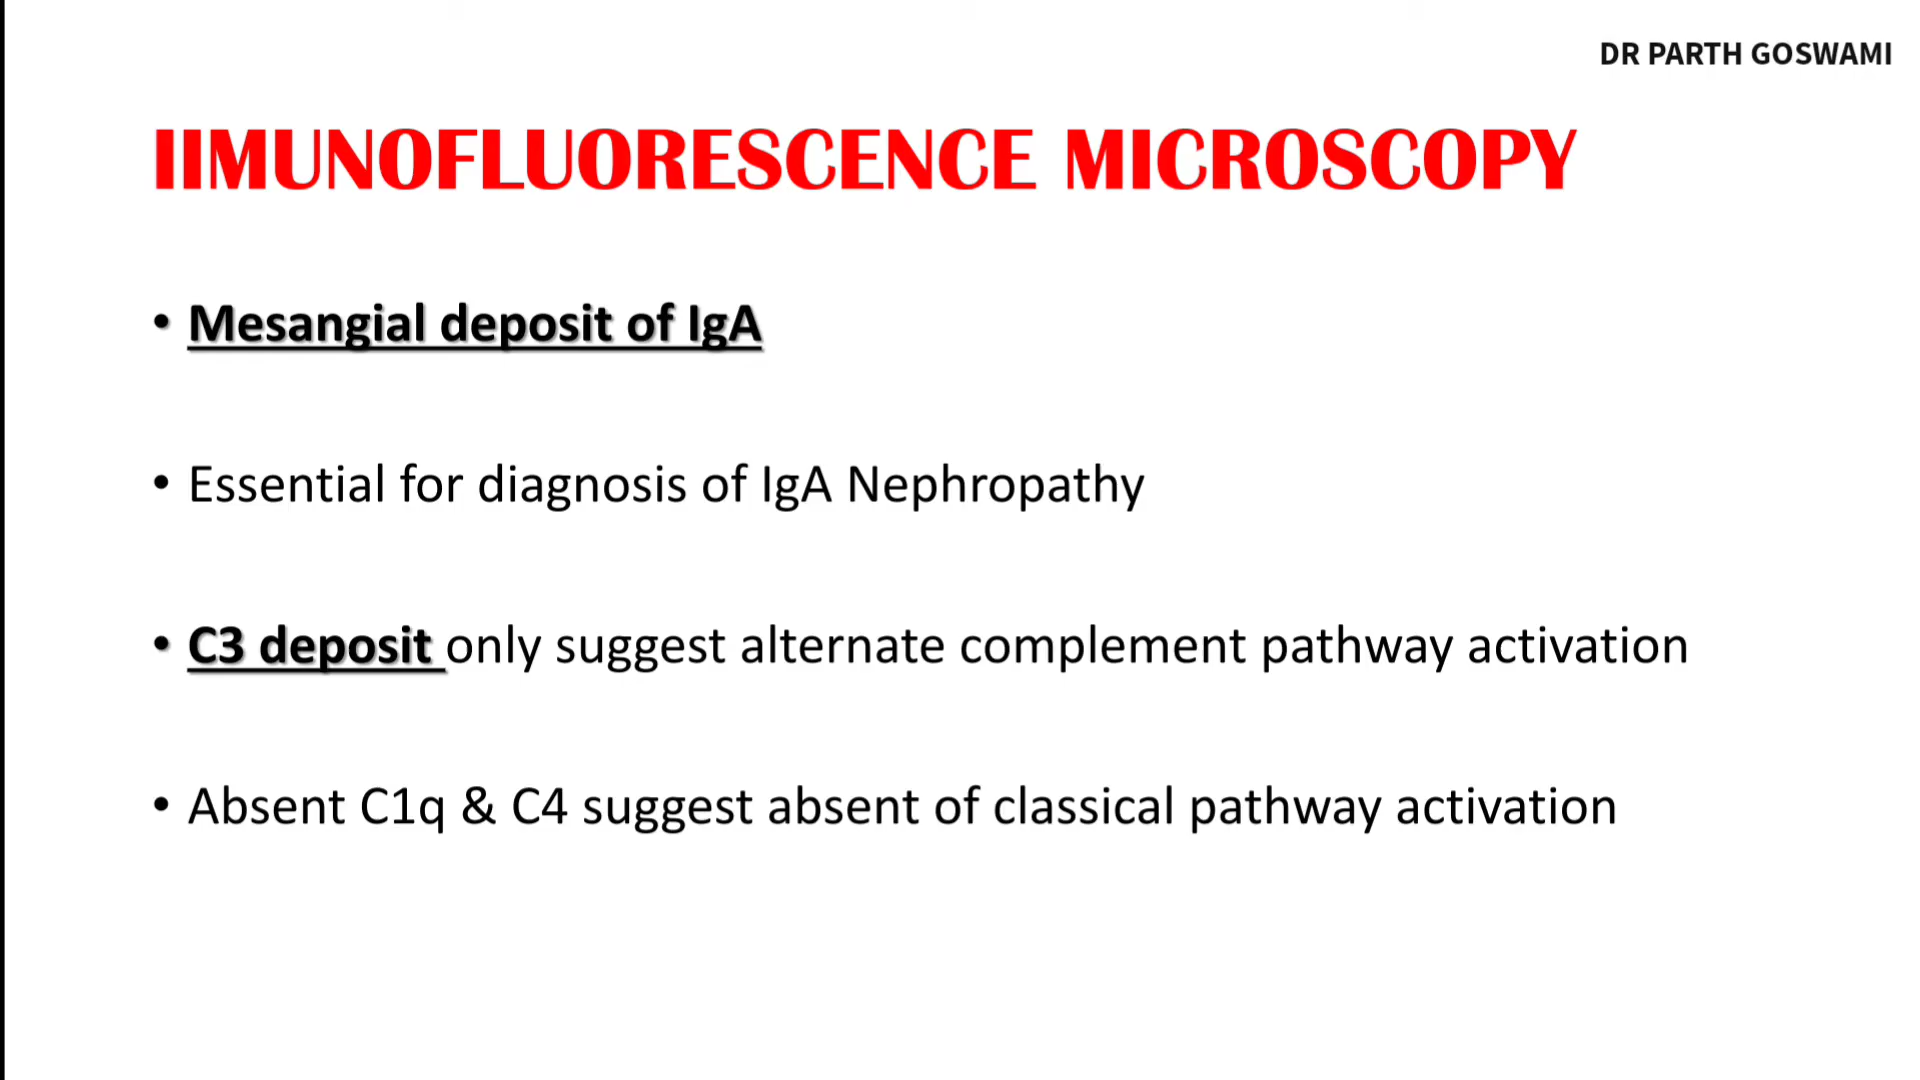 DR PARTH GOSWAMI
IIMUNOFLUORESCENCE MICROSCOPY
• Mesangial deposit of IgA
• Essential for diagnosis of IgA Nephropathy
• C3 deposit only suggest alternate complement pathway activation
• Absent C1q & C4 suggest absent of classical pathway activation